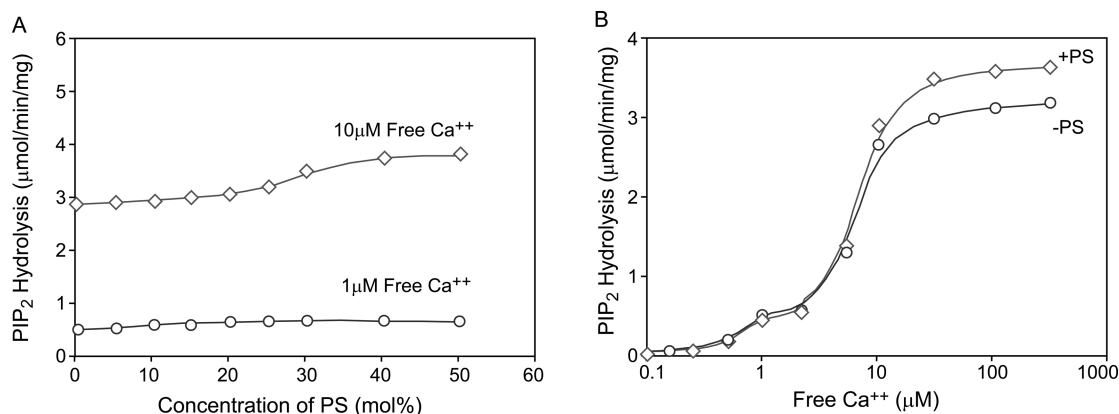 A
PIP2 Hydrolysis (μmol/min/mg)
6
5
4
3
2
1
0
10μM Free Ca++
1μM Free Ca++
0 10 20 30 40 50 60
Concentration of PS (mol%)
B
PIP2 Hydrolysis (μmol/min/mg)
4
3
2
1
0
+PS
-PS
0.1 1 10 100 1000
Free Ca++ (μM)